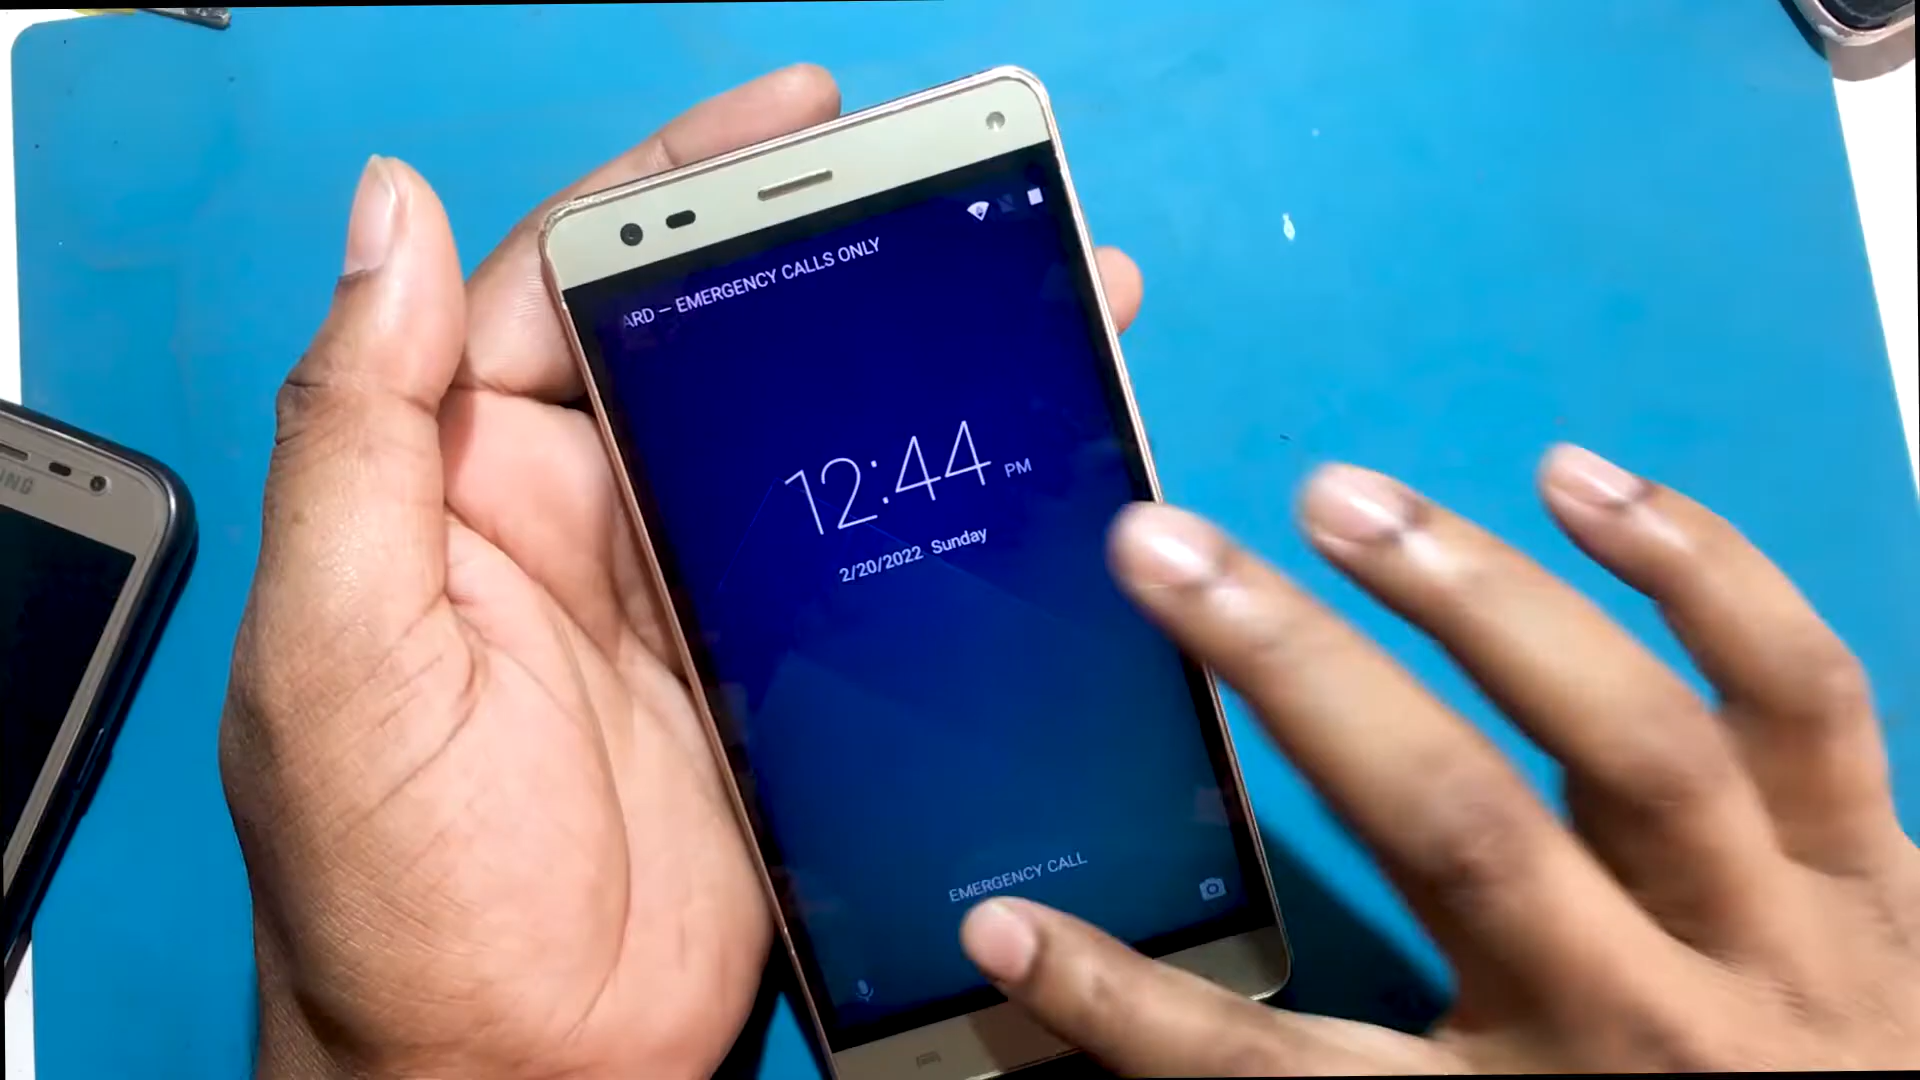 ARD — EMERGENCY CALLS ONLY
12:44 PM
2/20/2022 Sunday
EMERGENCY CALL